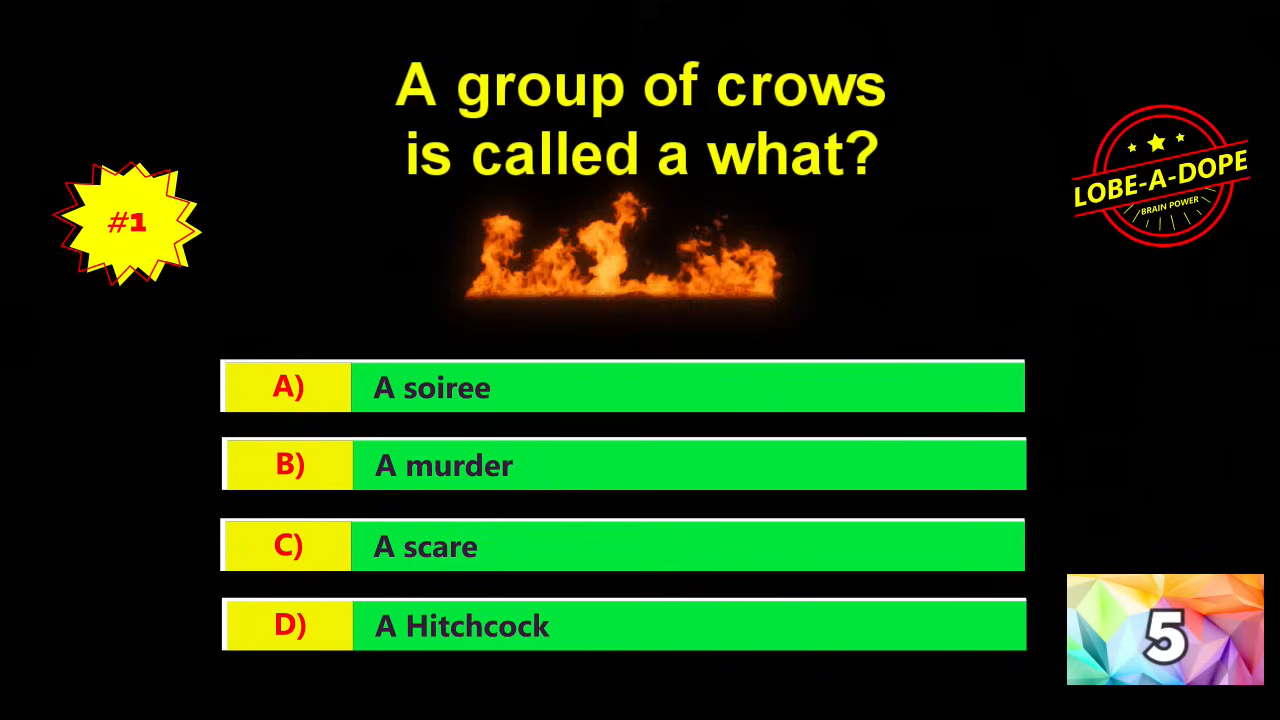 A group of crows
is called a what?
#1
LOBE-A-DOPE
BRAIN POWER
A) A soiree
B) A murder
C) A scare
D) A Hitchcock
5